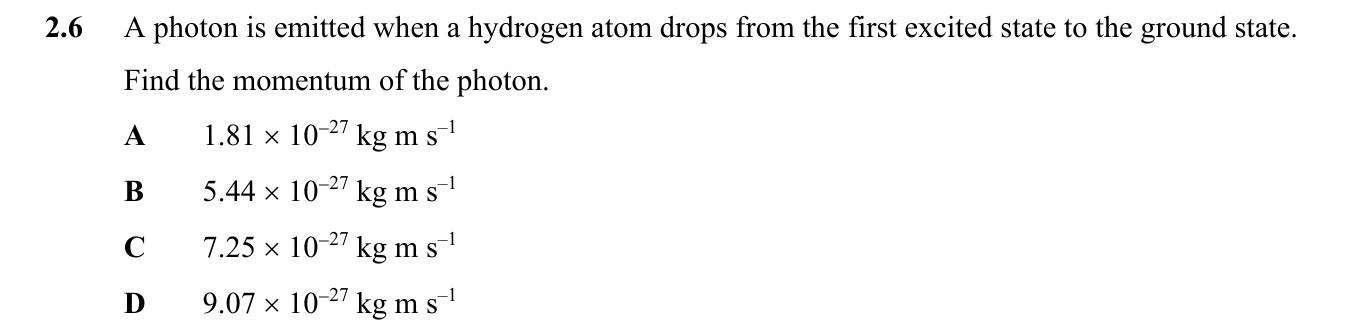 2.6 A photon is emitted when a hydrogen atom drops from the first excited state to the ground state.
Find the momentum of the photon.
A 1.81 × 10⁻²⁷ kg m s⁻¹
B 5.44 × 10⁻²⁷ kg m s⁻¹
C 7.25 × 10⁻²⁷ kg m s⁻¹
D 9.07 × 10⁻²⁷ kg m s⁻¹